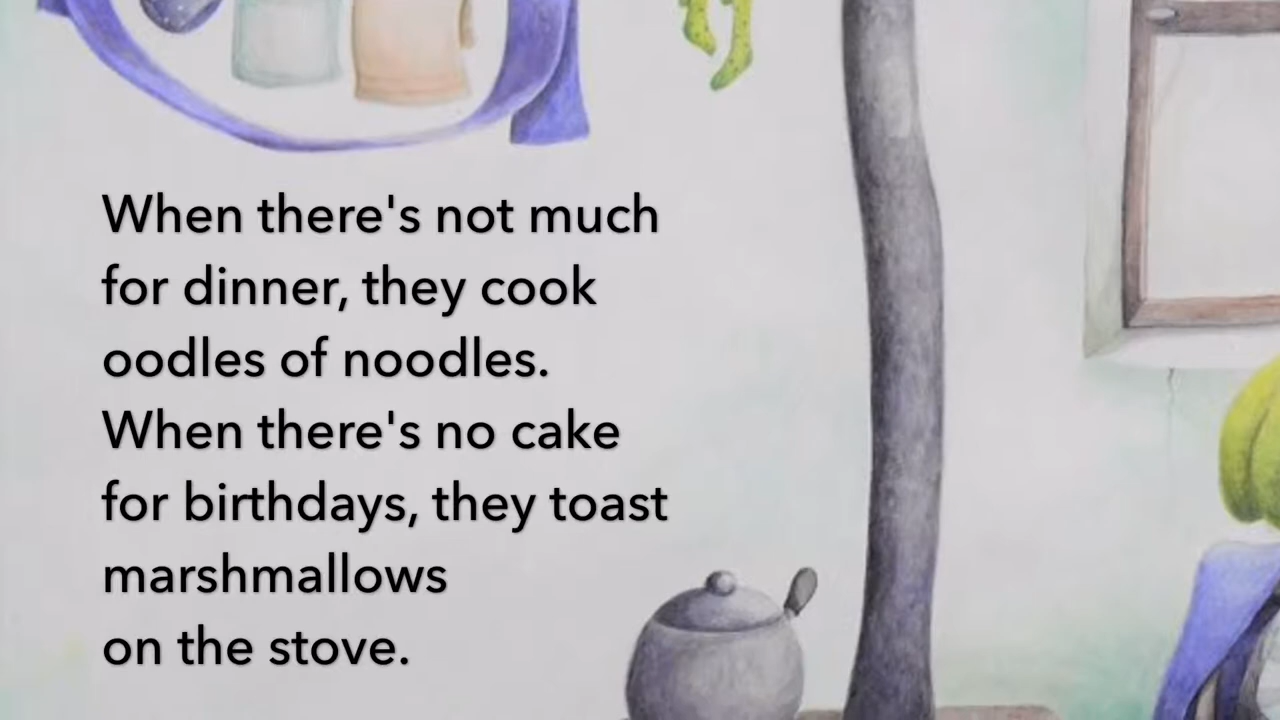 When there's not much
for dinner, they cook
oodles of noodles.
When there's no cake
for birthdays, they toast
marshmallows
on the stove.